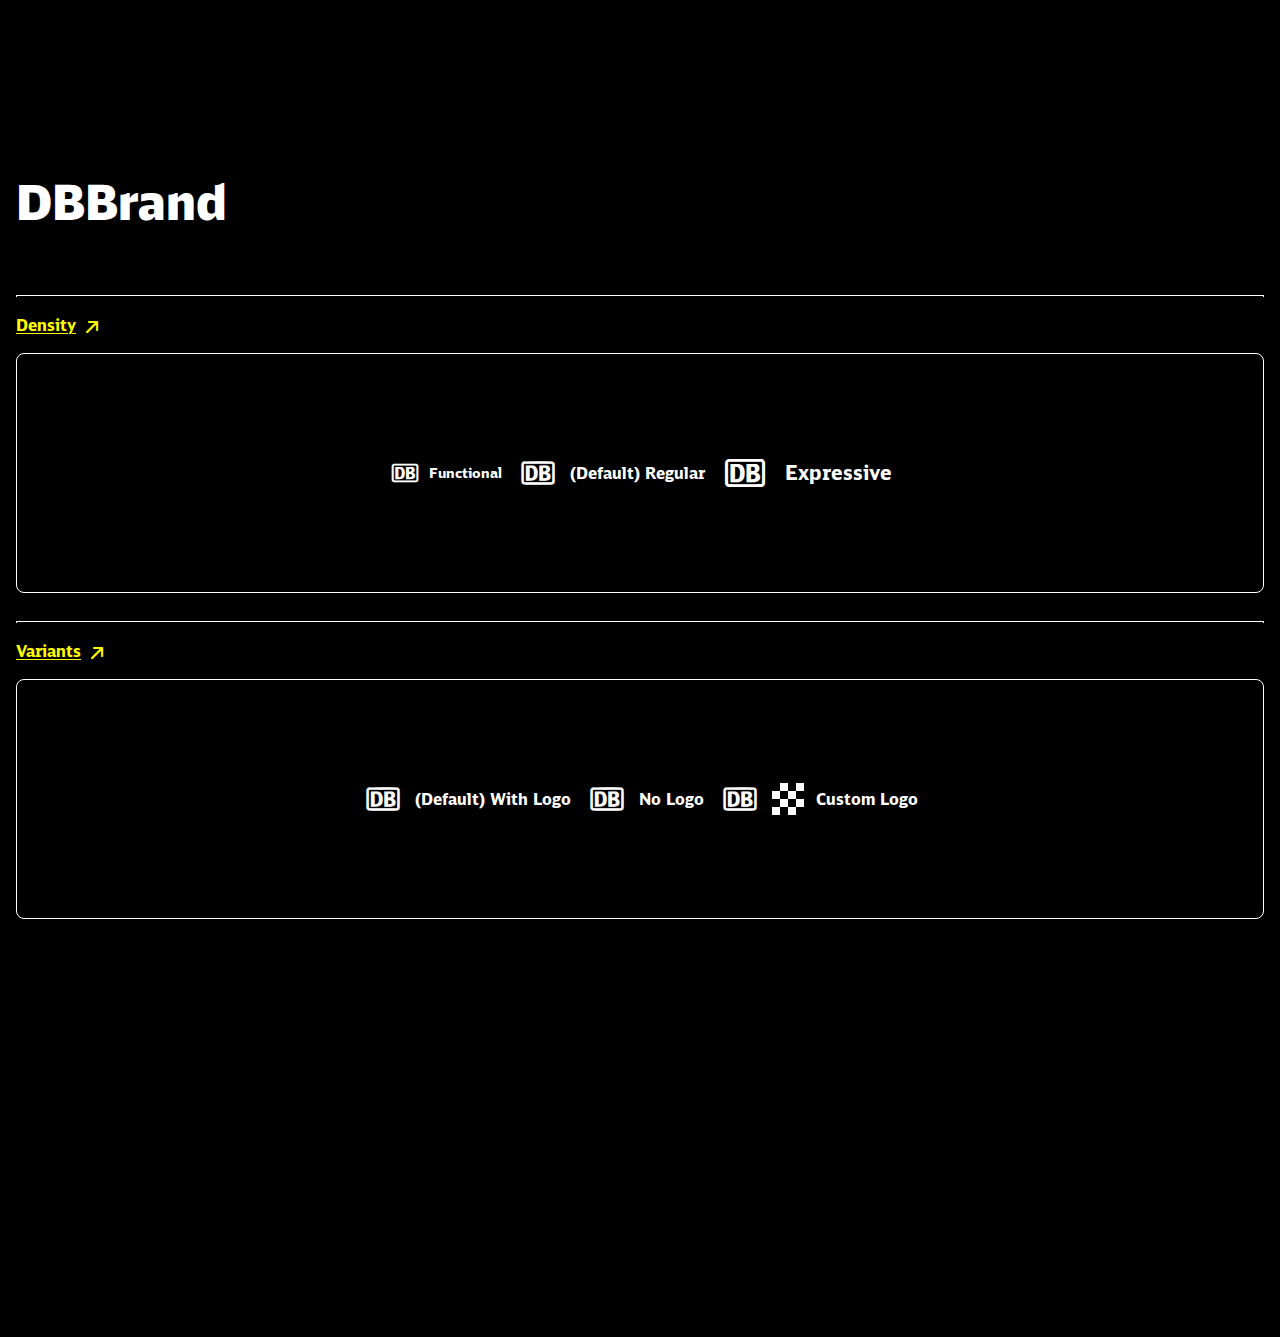 DBBrand
Density
DB Functional DB (Default) Regular DB Expressive
Variants
DB (Default) With Logo DB No Logo DB Custom Logo